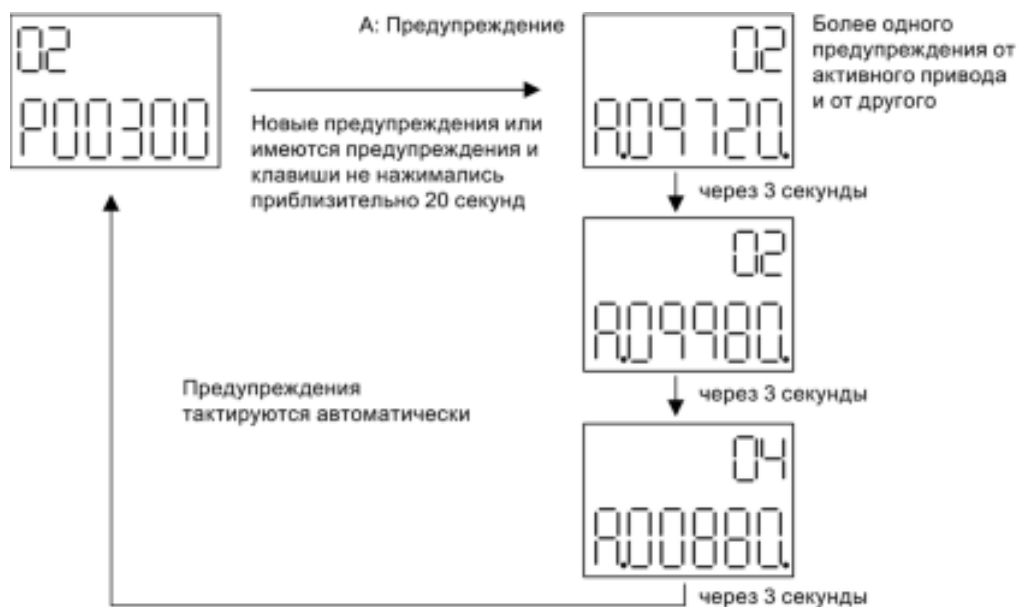 02
P00300
А: Предупреждение
Новые предупреждения или
имеются предупреждения и
клавиши не нажимались
приблизительно 20 секунд
02
A.09720.
Более одного
предупреждения от
активного привода
и от другого
через 3 секунды
02
A.09980.
через 3 секунды
Предупреждения
тактируются автоматически
04
A.00880.
через 3 секунды